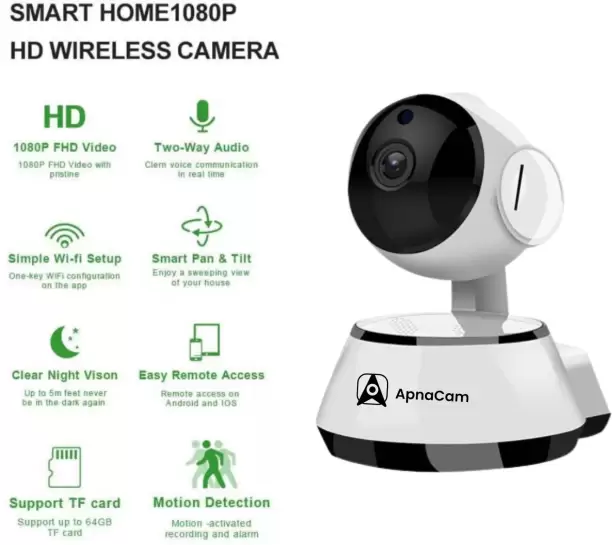 SMART HOME1080P
HD WIRELESS CAMERA
HD
1080P FHD Video
1080P FHD Video with
pristine
Two-Way Audio
Clern voice communication
in real time
Simple Wi-fi Setup
One-key WiFi configuration
on the app
Smart Pan & Tilt
Enjoy a sweeping view
of your house
Clear Night Vison
Up to 5m feet never
be in the dark again
Easy Remote Access
Remote access on
Android and IOS
Support TF card
Support up to 64GB
TF card
Motion Detection
Motion -activated
recording and alarm
ApnaCam